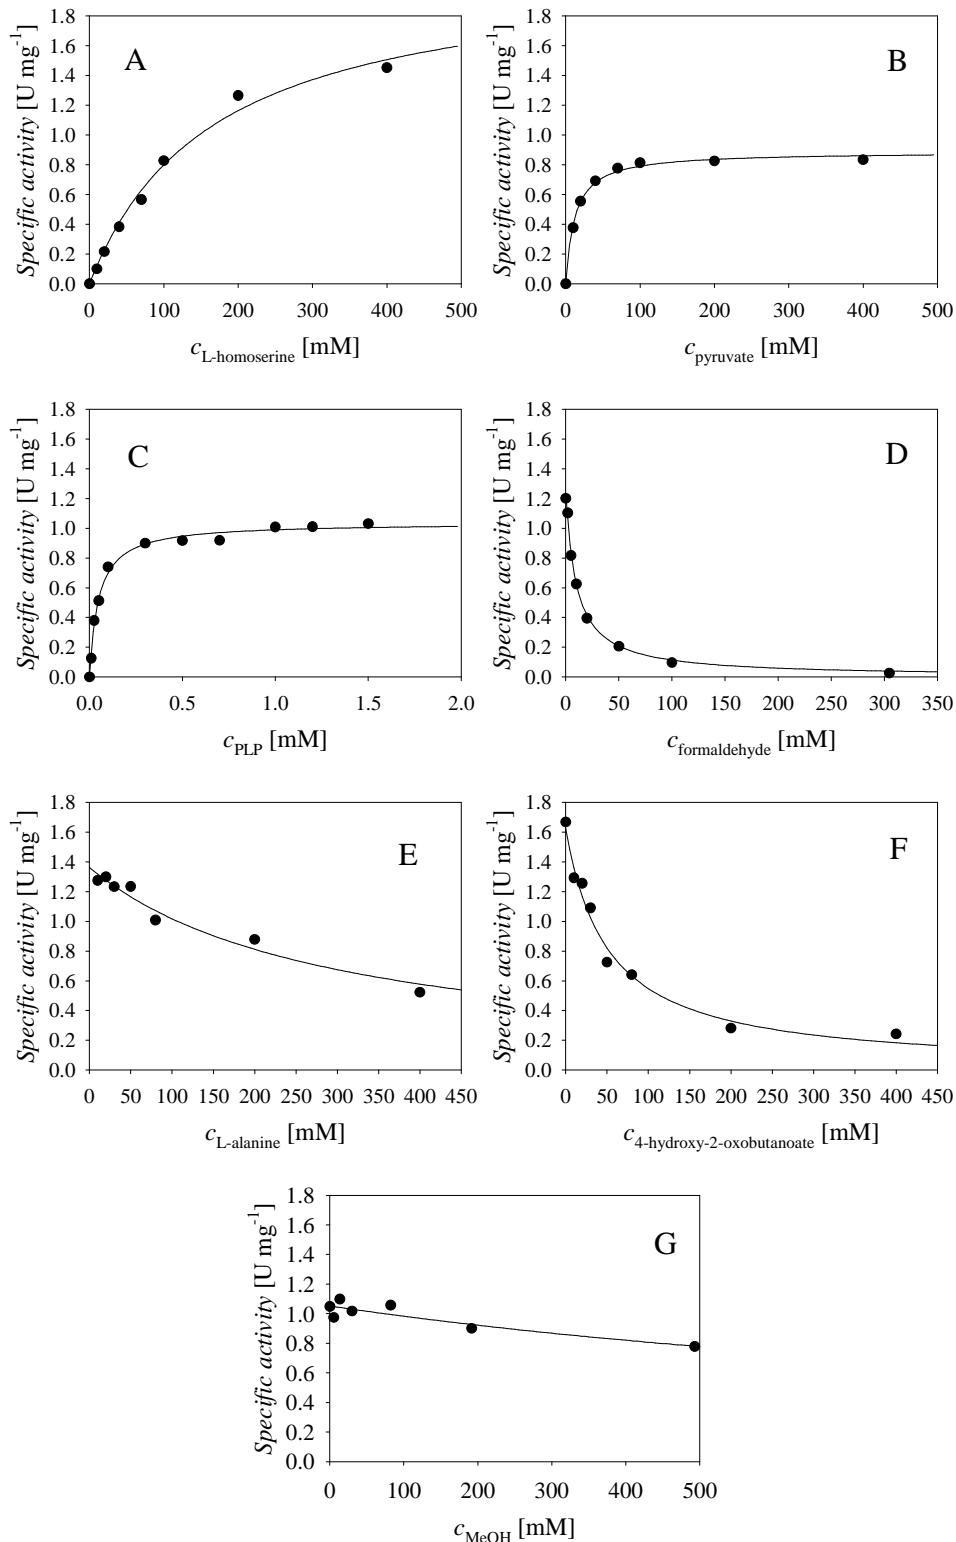 A
Specific activity [U mg⁻¹]
1.8
1.6
1.4
1.2
1.0
0.8
0.6
0.4
0.2
0.0
0 100 200 300 400 500
c_L-homoserine [mM]
B
Specific activity [U mg⁻¹]
1.8
1.6
1.4
1.2
1.0
0.8
0.6
0.4
0.2
0.0
0 100 200 300 400 500
c_pyruvate [mM]
C
Specific activity [U mg⁻¹]
1.8
1.6
1.4
1.2
1.0
0.8
0.6
0.4
0.2
0.0
0.0 0.5 1.0 1.5 2.0
c_PLP [mM]
D
Specific activity [U mg⁻¹]
1.8
1.6
1.4
1.2
1.0
0.8
0.6
0.4
0.2
0.0
0 50 100 150 200 250 300 350
c_formaldehyde [mM]
E
Specific activity [U mg⁻¹]
1.8
1.6
1.4
1.2
1.0
0.8
0.6
0.4
0.2
0.0
0 50 100 150 200 250 300 350 400 450
c_L-alanine [mM]
F
Specific activity [U mg⁻¹]
1.8
1.6
1.4
1.2
1.0
0.8
0.6
0.4
0.2
0.0
0 50 100 150 200 250 300 350 400 450
c_4-hydroxy-2-oxobutanoate [mM]
G
Specific activity [U mg⁻¹]
1.8
1.6
1.4
1.2
1.0
0.8
0.6
0.4
0.2
0.0
0 100 200 300 400 500
c_MeOH [mM]